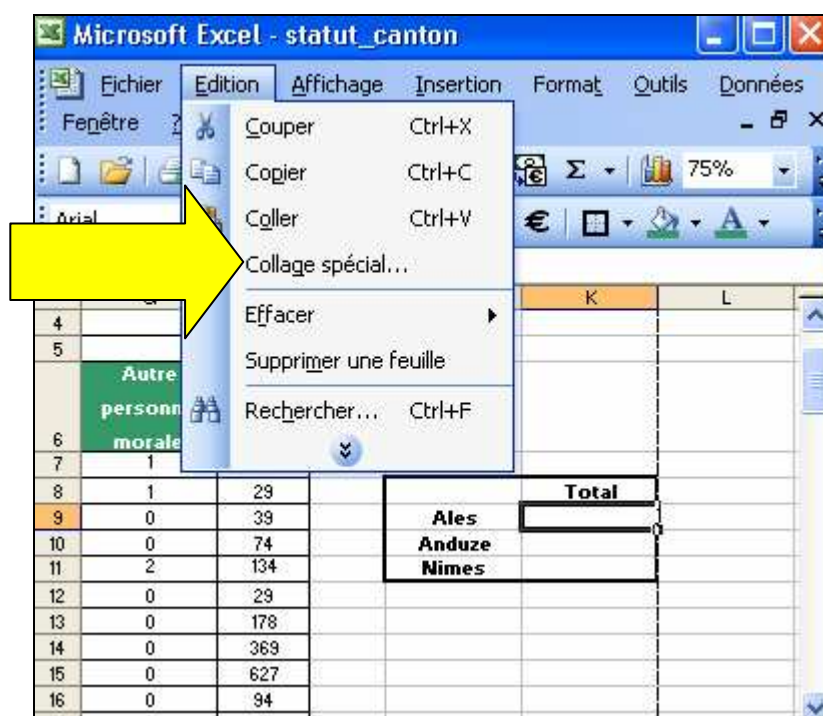 Microsoft Excel - statut_canton
Fichier Edition Affichage Insertion Format Outils Données
Fenêtre ?
75%
Couper Ctrl+X
Copier Ctrl+C
Coller Ctrl+V
Collage spécial...
Effacer
Supprimer une feuille
Rechercher... Ctrl+F
Σ
€ A
K L
4
5
6 Autre
personn
morale
7 1
8 1 29 Total
9 0 39 Ales
10 0 74 Anduze
11 2 134 Nimes
12 0 29
13 0 178
14 0 369
15 0 627
16 0 94